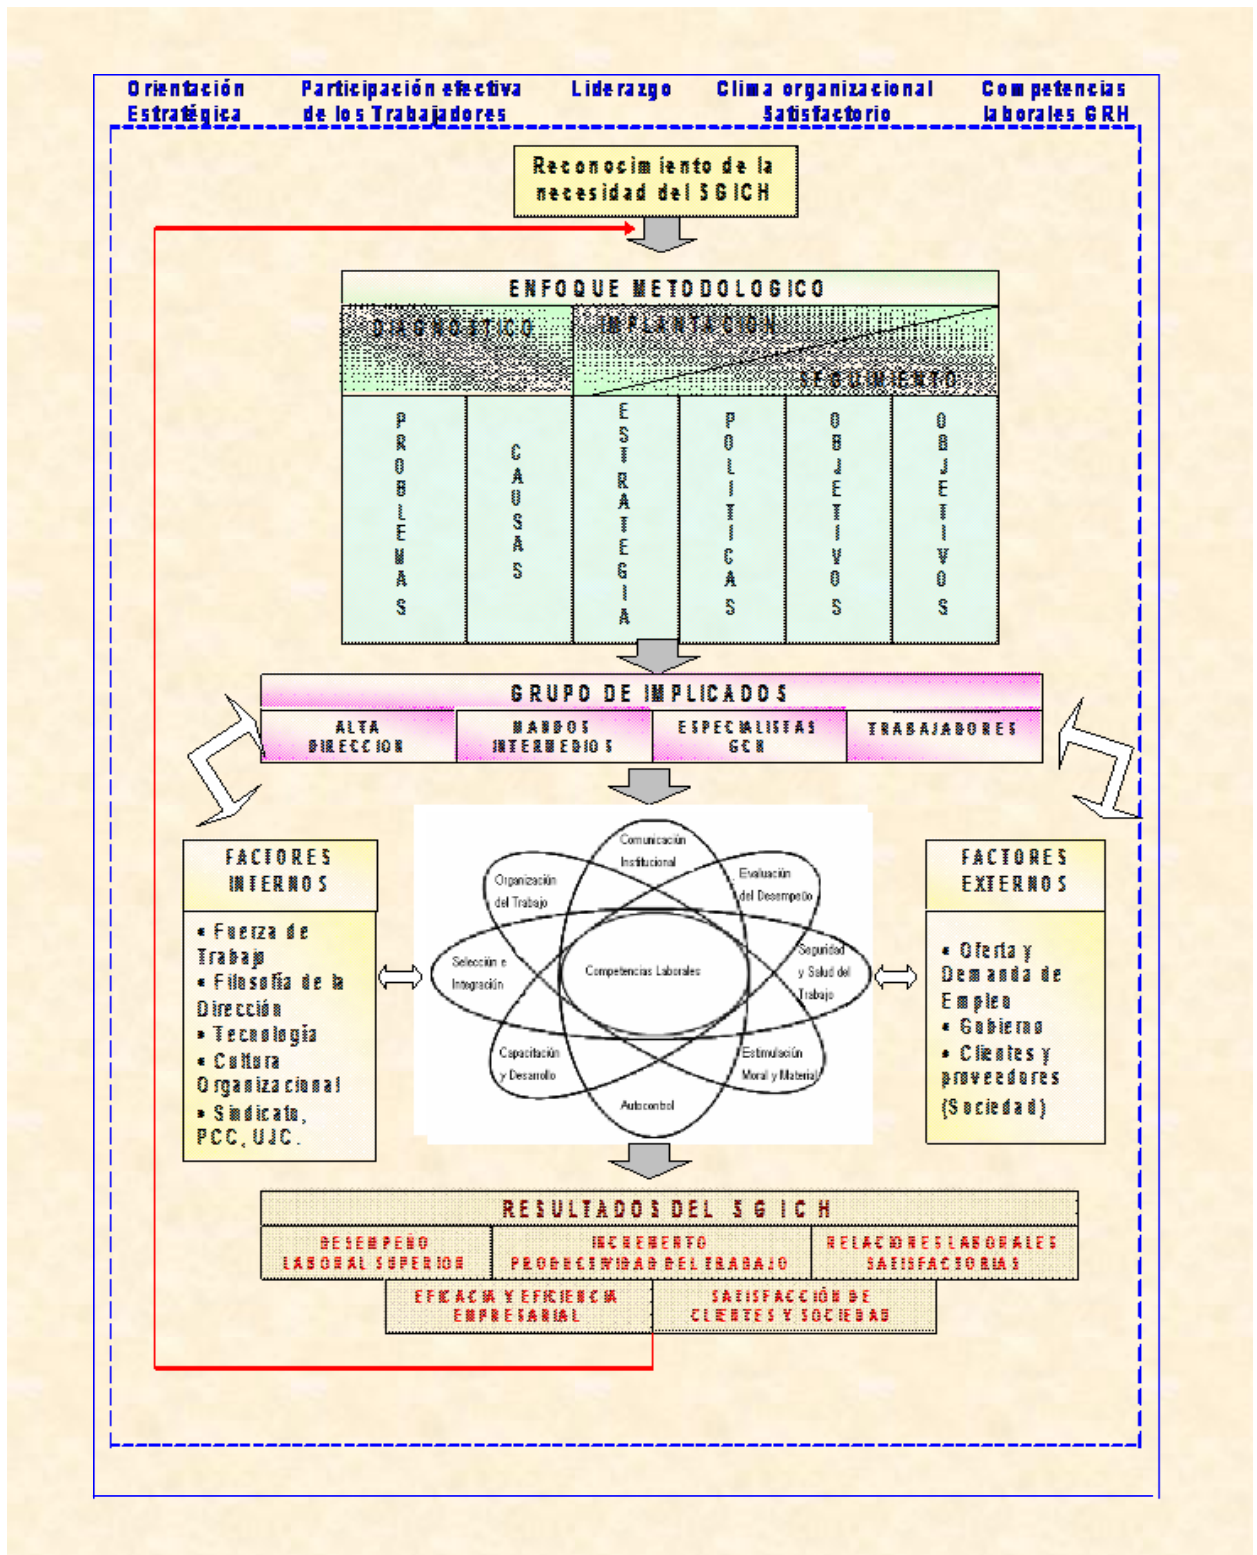 Orientación
Estratégica
Participación efectiva
de los Trabajadores
Liderazgo
Clima organizacional
Satisfactorio
Competencias
laborales GRH
Reconocimiento de la
necesidad del SGICH
ENFOQUE METODOLOGICO
DIAGNOSTICO
IMPLANTACION
SEGUIMIENTO
PROBLEMAS
CAUSAS
ESTRATEGIA
POLITICAS
OBJETIVOS
OBJETIVOS
GRUPO DE IMPLICADOS
ALTA
DIRECCION
MANDOS
INTERMEDIOS
ESPECIALISTAS
GCH
TRABAJADORES
FACTORES
INTERNOS
• Fuerza de
Trabajo
• Filosofía de la
Dirección
• Tecnología
• Cultura
Organizacional
• Sindicato,
PCC, UJC.
Comunicación
Institucional
Organización
del Trabajo
Evaluación
del Desempeño
Selección e
Integración
Competencias Laborales
Seguridad
y Salud del
Trabajo
Capacitación
y Desarrollo
Estimulación
Moral y Material
Autocontrol
FACTORES
EXTERNOS
• Oferta y
Demanda de
Empleo
• Gobierno
• Clientes y
proveedores
(Sociedad)
RESULTADOS DEL SGICH
DESEMPEÑO
LABORAL SUPERIOR
INCREMENTO
PRODUCTIVIDAD DEL TRABAJO
RELACIONES LABORALES
SATISFACTORIAS
EFICACIA Y EFICIENCIA
EMPRESARIAL
SATISFACCIÓN DE
CLIENTES Y SOCIEDAD